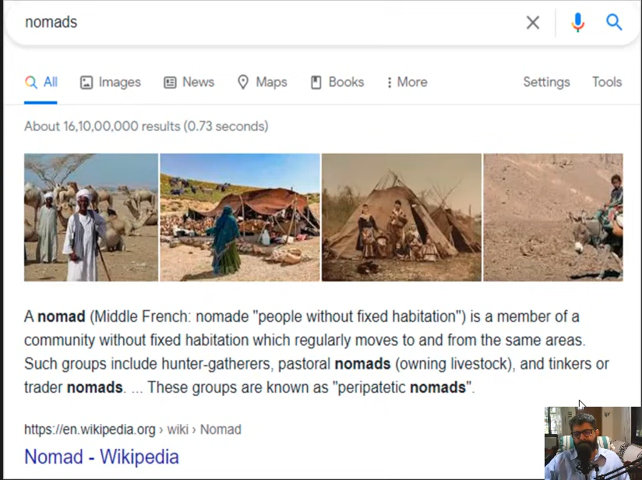 nomads
All Images News Maps Books More Settings Tools
About 16,10,00,000 results (0.73 seconds)
A nomad (Middle French: nomade "people without fixed habitation") is a member of a
community without fixed habitation which regularly moves to and from the same areas.
Such groups include hunter-gatherers, pastoral nomads (owning livestock), and tinkers or
trader nomads. ... These groups are known as "peripatetic nomads".
https://en.wikipedia.org › wiki › Nomad
Nomad - Wikipedia